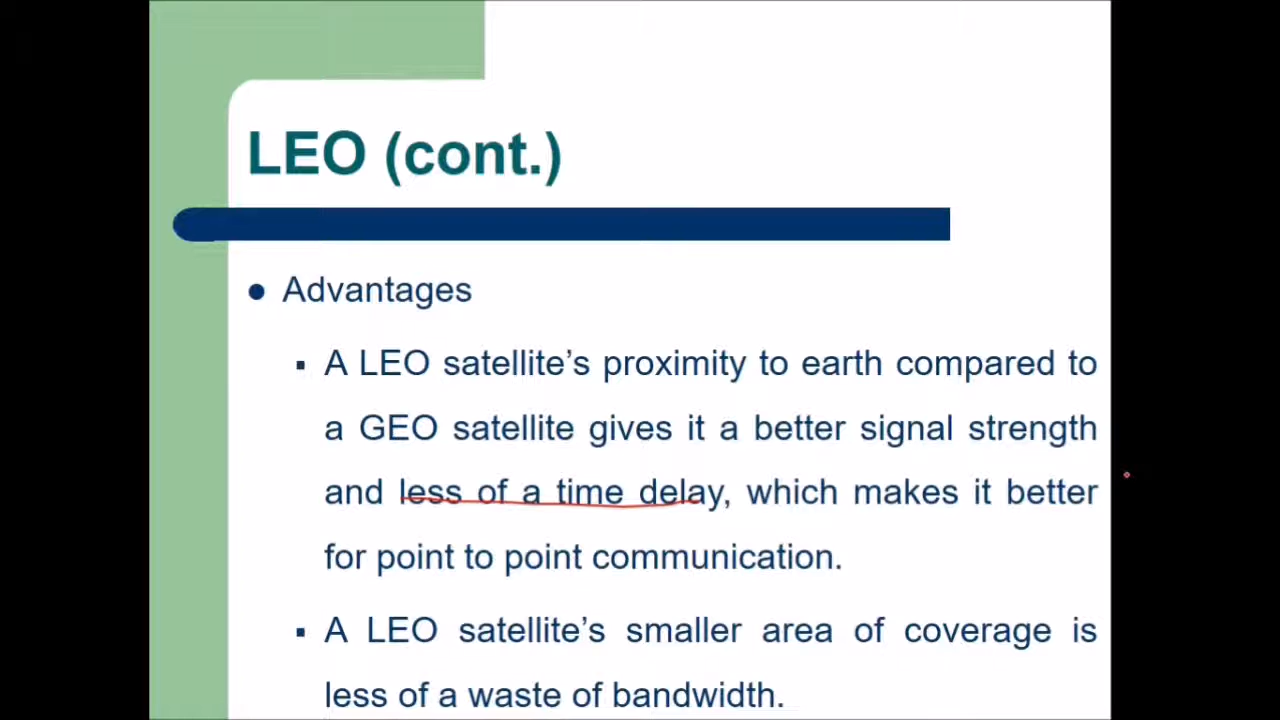 LEO (cont.)
Advantages
A LEO satellite’s proximity to earth compared to
a GEO satellite gives it a better signal strength
and less of a time delay, which makes it better
for point to point communication.
A LEO satellite’s smaller area of coverage is
less of a waste of bandwidth.